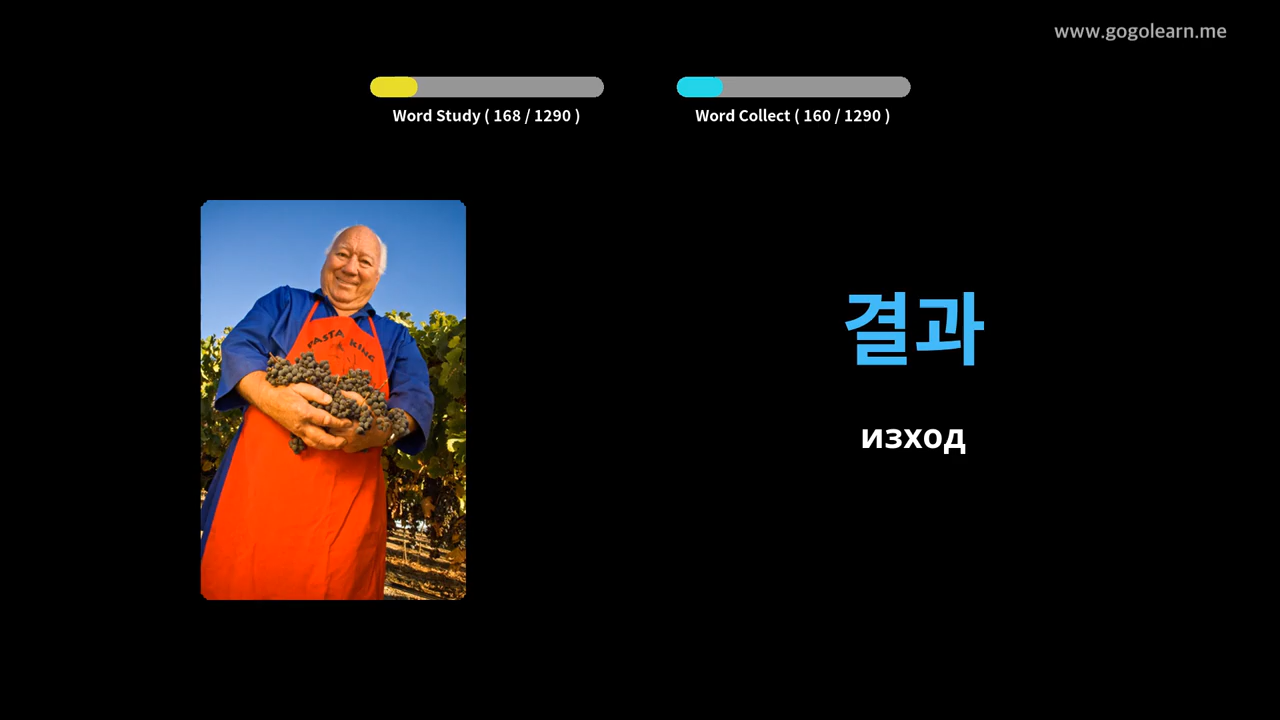 www.gogolearn.me
Word Study ( 168 / 1290 )
Word Collect ( 160 / 1290 )
PASTA KING
결과
изход